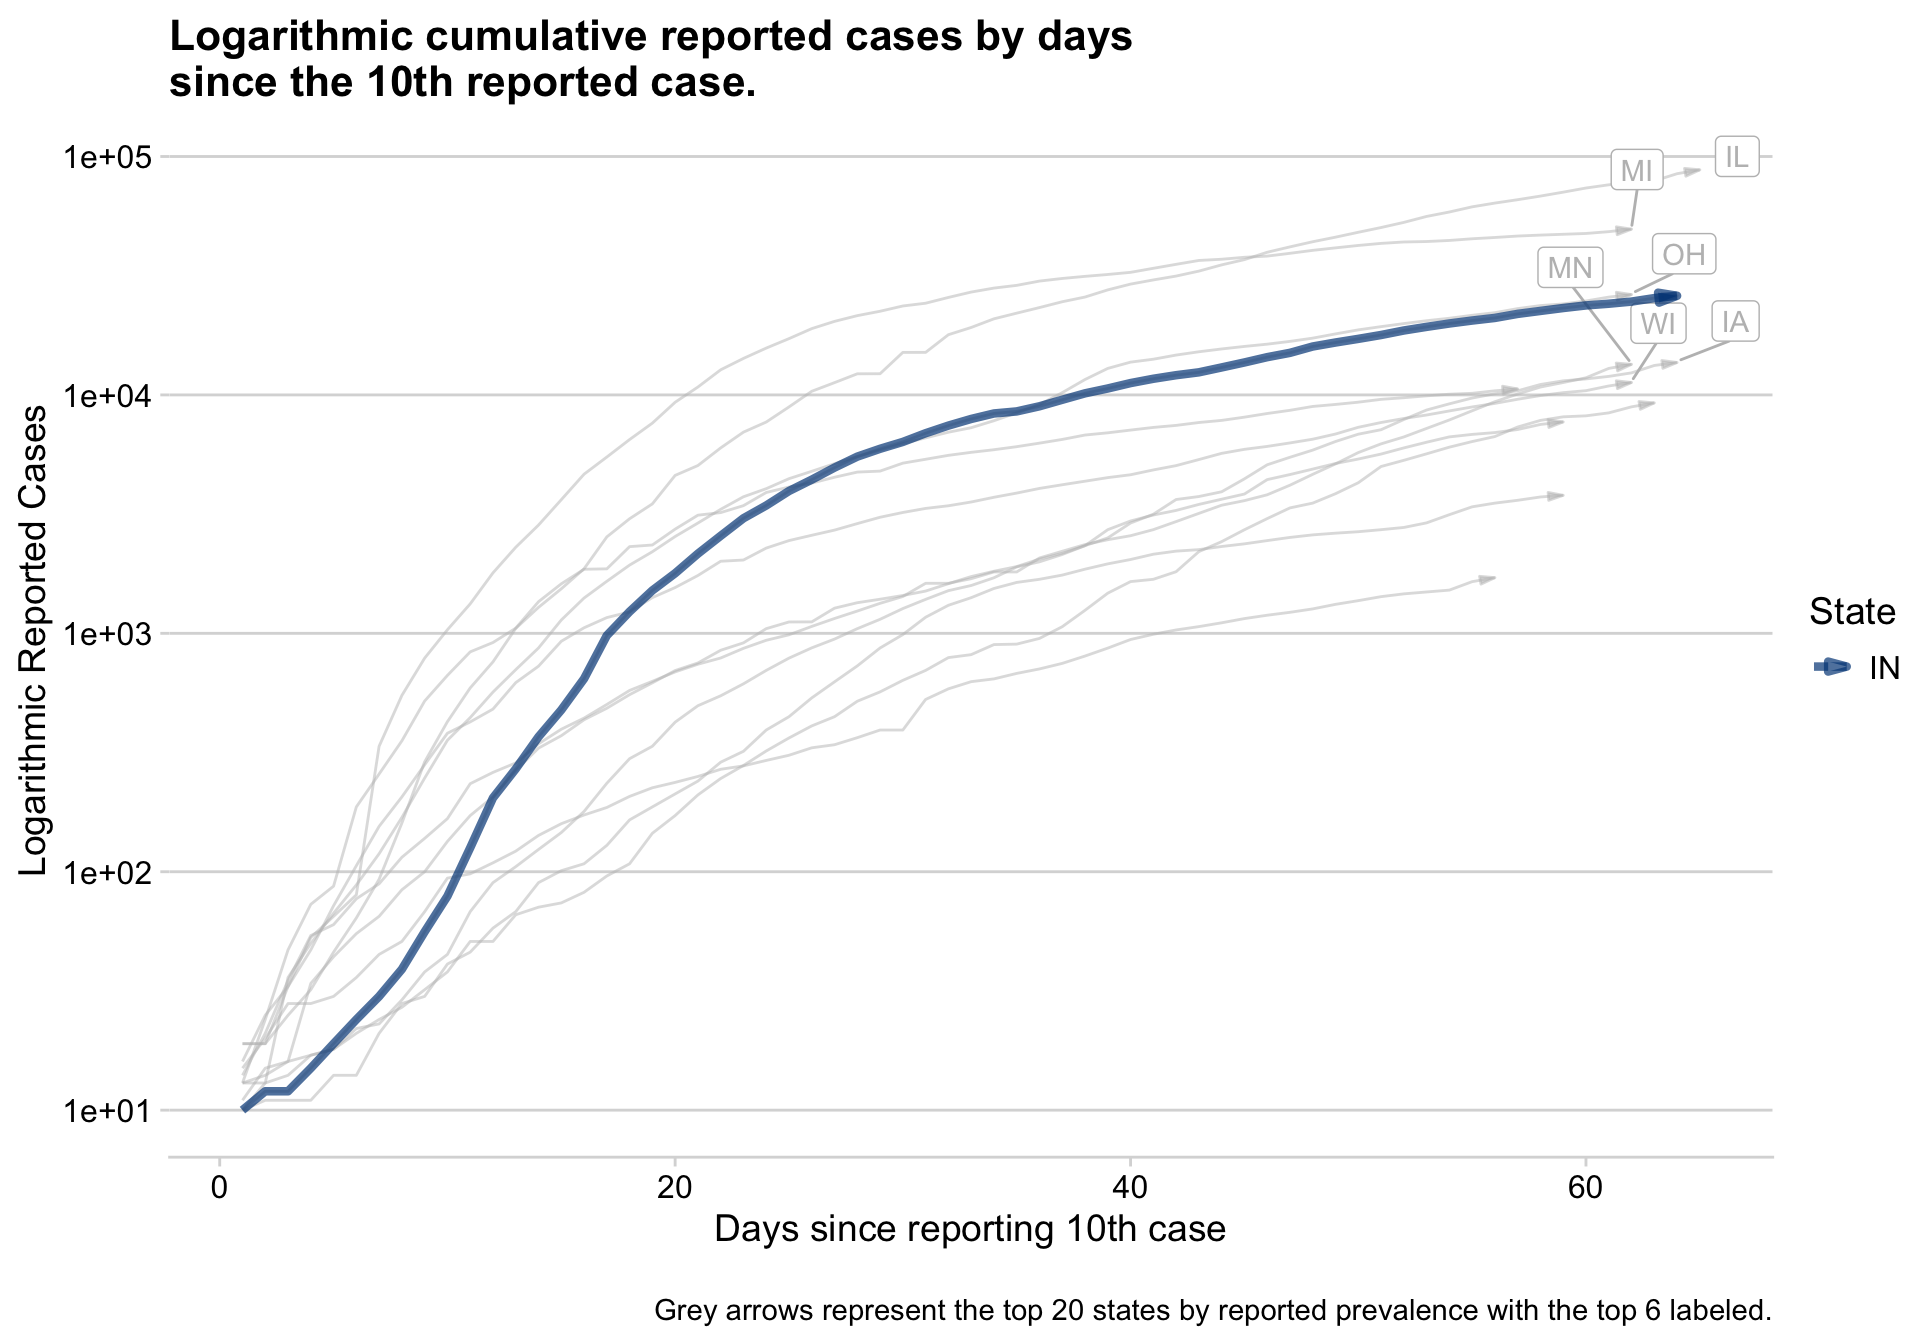 Logarithmic cumulative reported cases by days
since the 10th reported case.
1e+05
1e+04
1e+03
1e+02
1e+01
Logarithmic Reported Cases
MI
IL
MN
OH
WI
IA
State
IN
0
20
40
60
Days since reporting 10th case
Grey arrows represent the top 20 states by reported prevalence with the top 6 labeled.